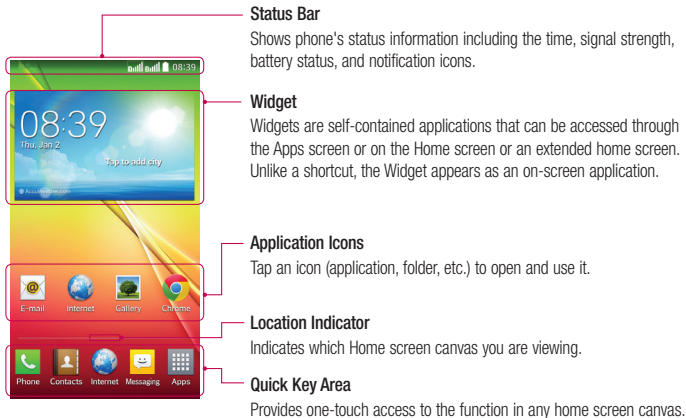 Status Bar
Shows phone's status information including the time, signal strength,
battery status, and notification icons.
08:39
Widget
Widgets are self-contained applications that can be accessed through
the Apps screen or on the Home screen or an extended home screen.
Unlike a shortcut, the Widget appears as an on-screen application.
08:39
Thu, Jan 2
Tap to add city
AccuWeather.com
Application Icons
Tap an icon (application, folder, etc.) to open and use it.
E-mail Internet Gallery Chrome
Location Indicator
Indicates which Home screen canvas you are viewing.
Phone Contacts Internet Messaging Apps
Quick Key Area
Provides one-touch access to the function in any home screen canvas.